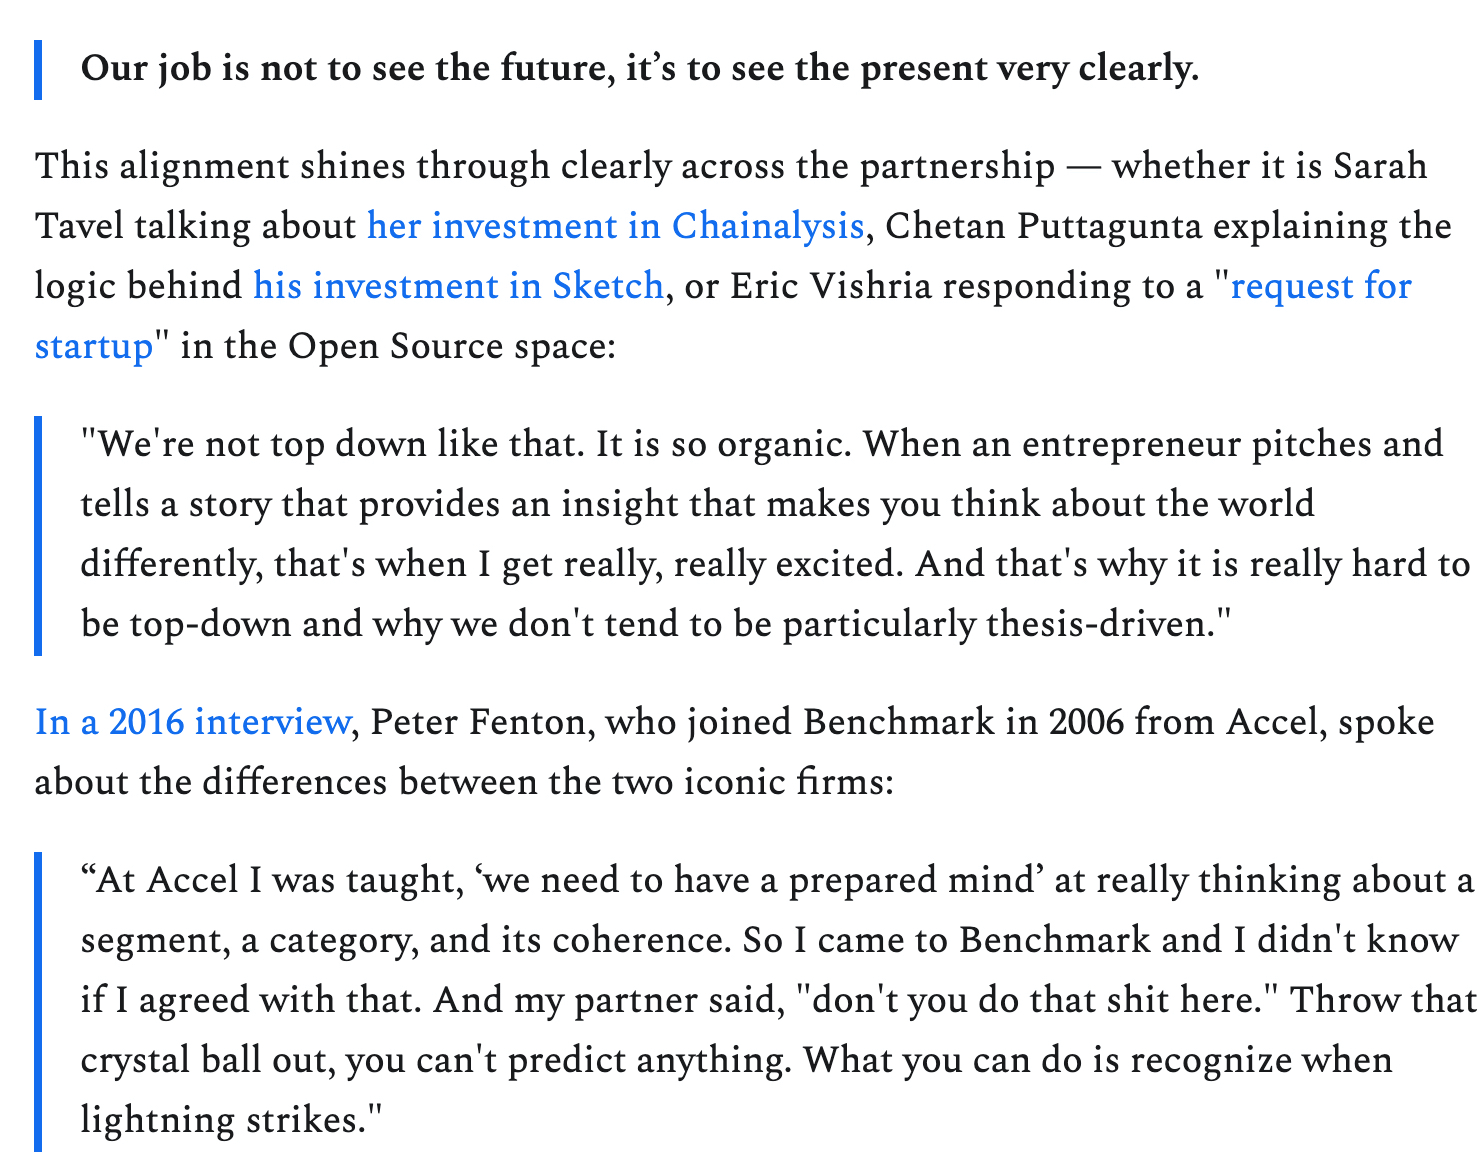 Our job is not to see the future, it’s to see the present very clearly.
This alignment shines through clearly across the partnership — whether it is Sarah
Tavel talking about her investment in Chainalysis, Chetan Puttagunta explaining the
logic behind his investment in Sketch, or Eric Vishria responding to a "request for
startup" in the Open Source space:
"We're not top down like that. It is so organic. When an entrepreneur pitches and
tells a story that provides an insight that makes you think about the world
differently, that's when I get really, really excited. And that's why it is really hard to
be top-down and why we don't tend to be particularly thesis-driven."
In a 2016 interview, Peter Fenton, who joined Benchmark in 2006 from Accel, spoke
about the differences between the two iconic firms:
“At Accel I was taught, ‘we need to have a prepared mind’ at really thinking about a
segment, a category, and its coherence. So I came to Benchmark and I didn't know
if I agreed with that. And my partner said, "don't you do that shit here." Throw that
crystal ball out, you can't predict anything. What you can do is recognize when
lightning strikes."